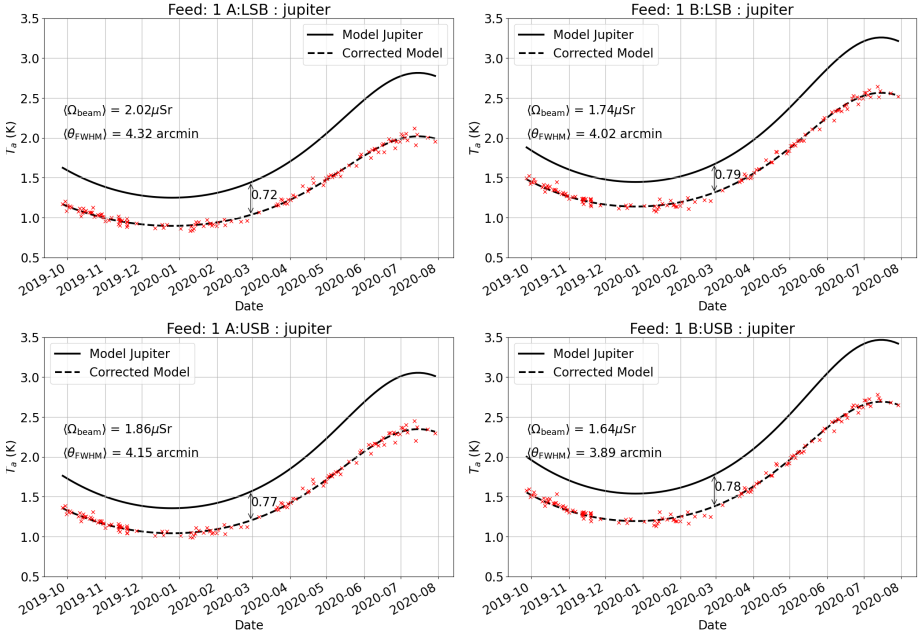 Feed: 1 A:LSB : jupiter
Model Jupiter
Corrected Model
⟨Ω_beam⟩ = 2.02μSr
⟨θ_FWHM⟩ = 4.32 arcmin
0.72
T_a (K)
3.5
3.0
2.5
2.0
1.5
1.0
0.5
2019-10 2019-11 2019-12 2020-01 2020-02 2020-03 2020-04 2020-05 2020-06 2020-07 2020-08
Date
Feed: 1 B:LSB : jupiter
Model Jupiter
Corrected Model
⟨Ω_beam⟩ = 1.74μSr
⟨θ_FWHM⟩ = 4.02 arcmin
0.79
T_a (K)
3.5
3.0
2.5
2.0
1.5
1.0
0.5
2019-10 2019-11 2019-12 2020-01 2020-02 2020-03 2020-04 2020-05 2020-06 2020-07 2020-08
Date
Feed: 1 A:USB : jupiter
Model Jupiter
Corrected Model
⟨Ω_beam⟩ = 1.86μSr
⟨θ_FWHM⟩ = 4.15 arcmin
0.77
T_a (K)
3.5
3.0
2.5
2.0
1.5
1.0
0.5
2019-10 2019-11 2019-12 2020-01 2020-02 2020-03 2020-04 2020-05 2020-06 2020-07 2020-08
Date
Feed: 1 B:USB : jupiter
Model Jupiter
Corrected Model
⟨Ω_beam⟩ = 1.64μSr
⟨θ_FWHM⟩ = 3.89 arcmin
0.78
T_a (K)
3.5
3.0
2.5
2.0
1.5
1.0
0.5
2019-10 2019-11 2019-12 2020-01 2020-02 2020-03 2020-04 2020-05 2020-06 2020-07 2020-08
Date